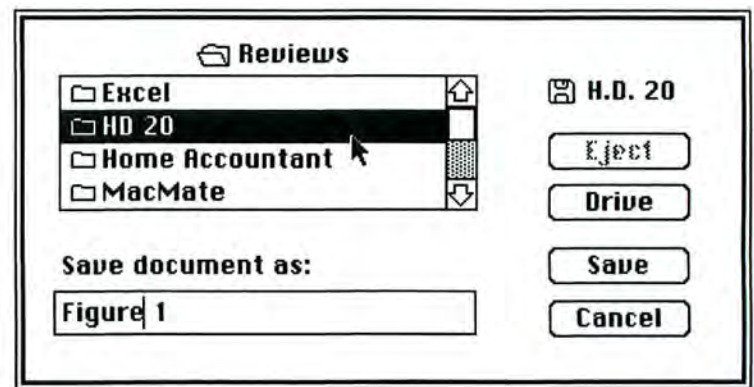 Reviews
Excel
HD 20
Home Accountant
MacMate
H.D. 20
Eject
Drive
Save document as:
Figure 1
Save
Cancel